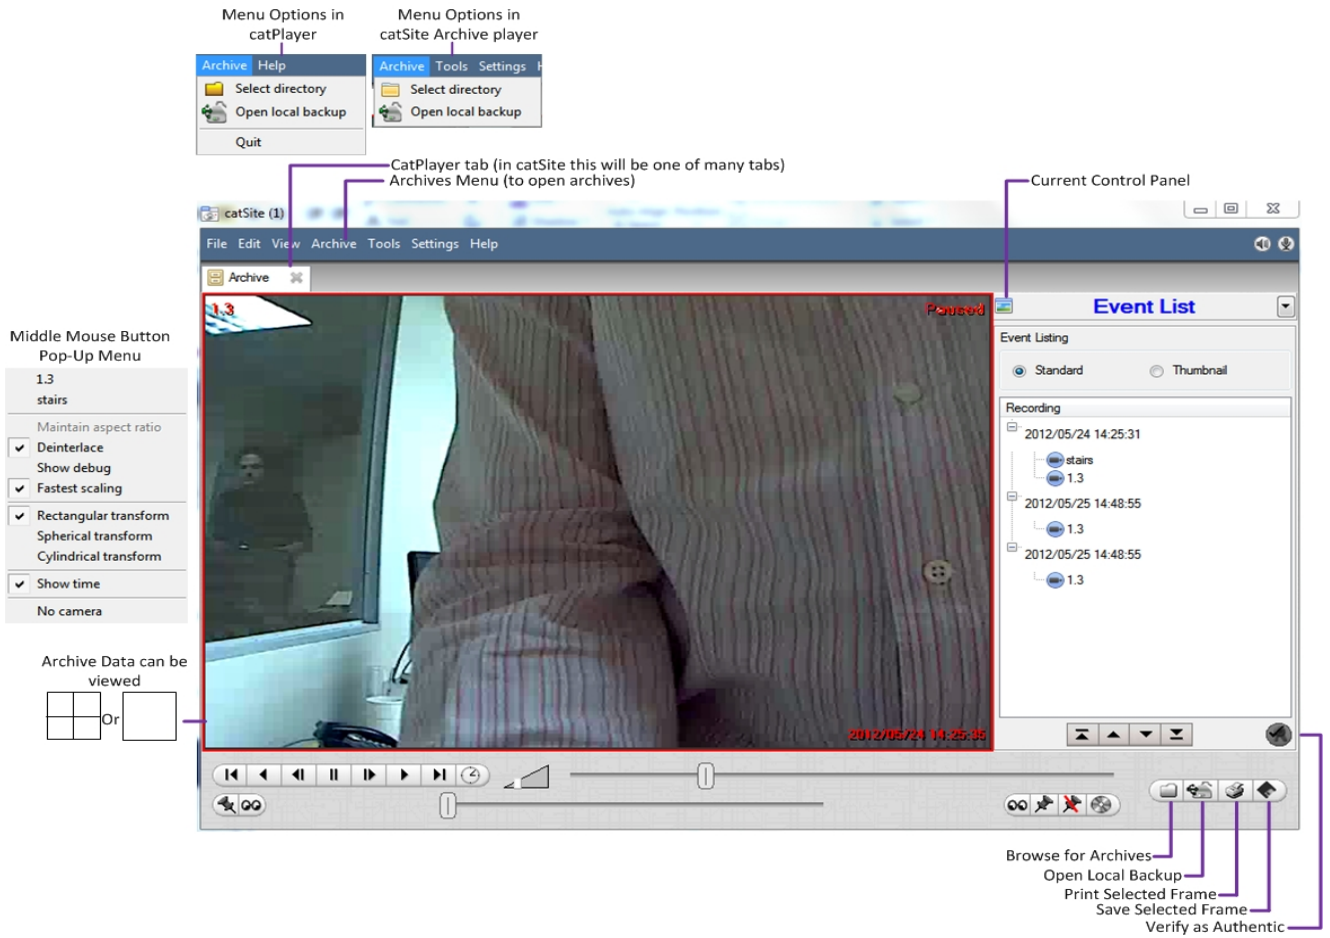 Menu Options in
catPlayer
Menu Options in
catSite Archive player
Archive Help
Select directory
Open local backup
Quit
Archive Tools Settings H
Select directory
Open local backup
CatPlayer tab (in catSite this will be one of many tabs)
Archives Menu (to open archives)
Current Control Panel
catSite (1)
File Edit View Archive Tools Settings Help
Archive
1.3
Paused
Event List
Event Listing
Standard
Thumbnail
Recording
2012/05/24 14:25:31
stairs
1.3
2012/05/25 14:48:55
1.3
2012/05/25 14:48:55
1.3
2012/05/24 14:25:35
Middle Mouse Button
Pop-Up Menu
1.3
stairs
Maintain aspect ratio
Deinterlace
Show debug
Fastest scaling
Rectangular transform
Spherical transform
Cylindrical transform
Show time
No camera
Archive Data can be
viewed
Or
Browse for Archives
Open Local Backup
Print Selected Frame
Save Selected Frame
Verify as Authentic